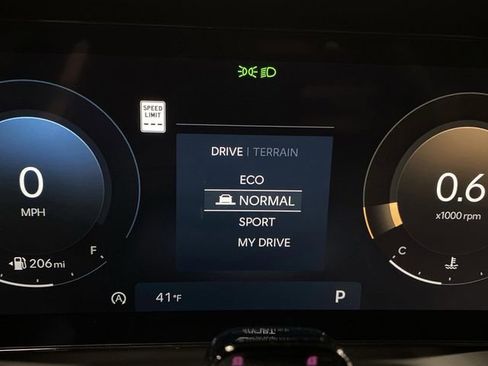 SPEED
LIMIT
---
DRIVE | TERRAIN
ECO
NORMAL
SPORT
MY DRIVE
0
MPH
F
206 mi
0.6
x1000 rpm
C
A
41°F
P